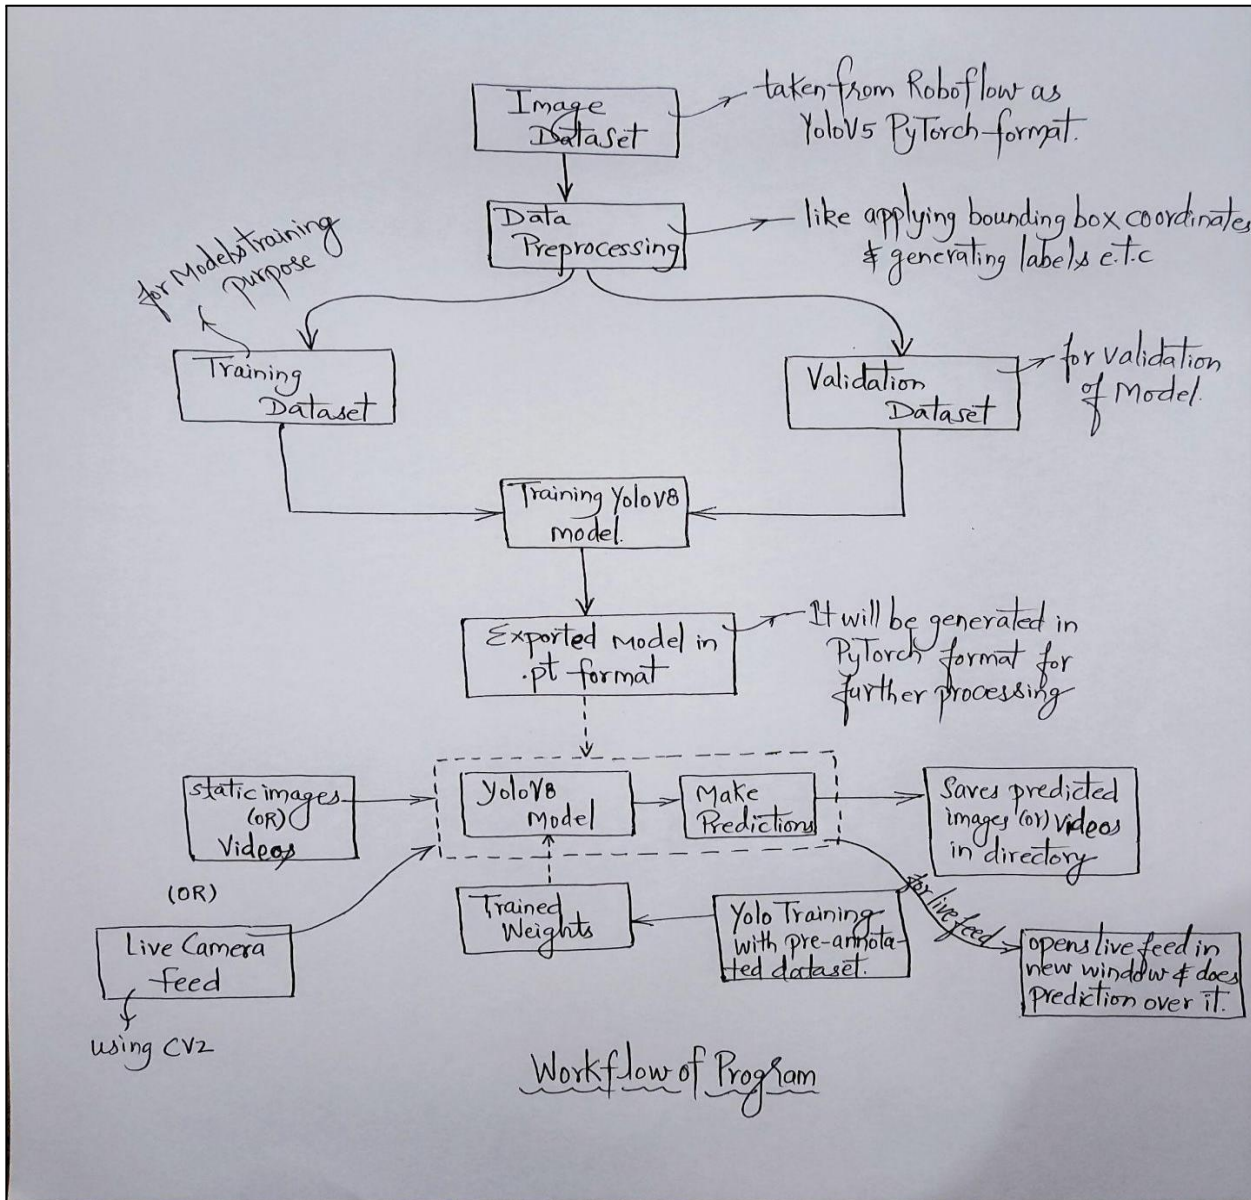 Image
Dataset
taken from Roboflow as
YoloV5 PyTorch format.
Data
Preprocessing
like applying bounding box coordinates
& generating labels e.t.c
for Models training
purpose
Training
Dataset
Validation
Dataset
for validation
of Model.
Training YoloV8
model.
Exported model in
.pt format
It will be generated in
PyTorch format for
further processing
static images
(OR)
Videos
YoloV8
Model
Make
Predictions
Saves predicted
images (or) videos
in directory
(OR)
Live Camera
feed
using CV2
Trained
Weights
Yolo Training
with pre-annota-
ted dataset.
for live feed
opens live feed in
new window & does
prediction over it.
Workflow of Program